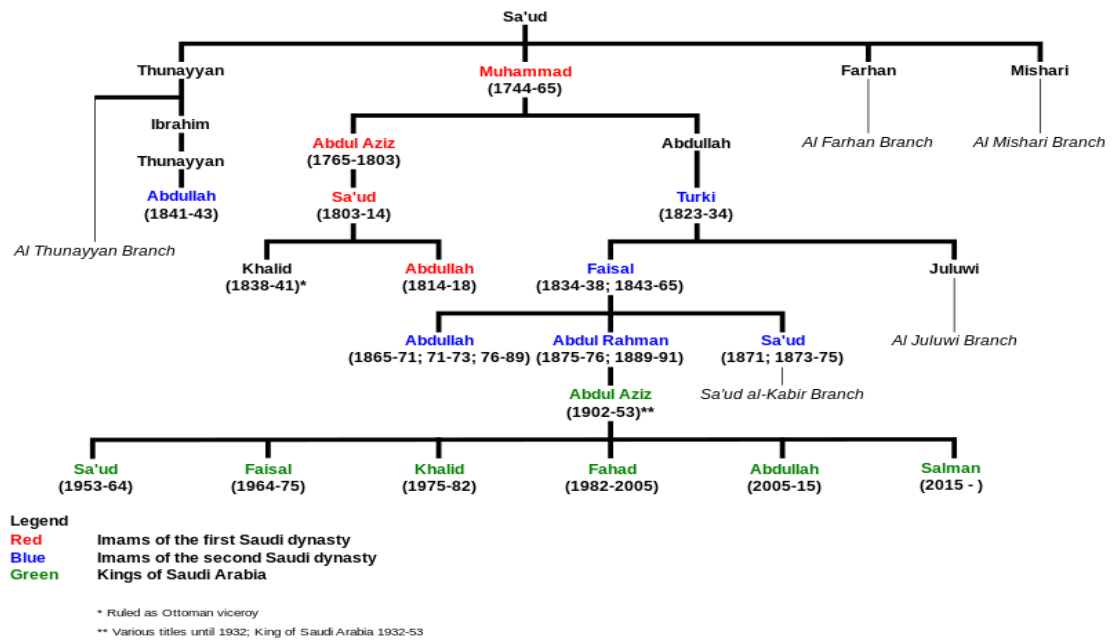 Sa'ud
Thunayyan Muhammad Farhan Mishari
(1744-65)
Ibrahim
Abdul Aziz Abdullah Al Farhan Branch Al Mishari Branch
(1765-1803)
Thunayyan
Abdullah Sa'ud Turki
(1841-43) (1803-14) (1823-34)
Al Thunayyan Branch
Khalid Abdullah Faisal Juluwi
(1838-41)* (1814-18) (1834-38; 1843-65)
Abdullah Abdul Rahman Sa'ud Al Juluwi Branch
(1865-71; 71-73; 76-89) (1875-76; 1889-91) (1871; 1873-75)
Abdul Aziz Sa'ud al-Kabir Branch
(1902-53)**
Sa'ud Faisal Khalid Fahad Abdullah Salman
(1953-64) (1964-75) (1975-82) (1982-2005) (2005-15) (2015 - )
Legend
Red Imams of the first Saudi dynasty
Blue Imams of the second Saudi dynasty
Green Kings of Saudi Arabia
* Ruled as Ottoman viceroy
** Various titles until 1932; King of Saudi Arabia 1932-53